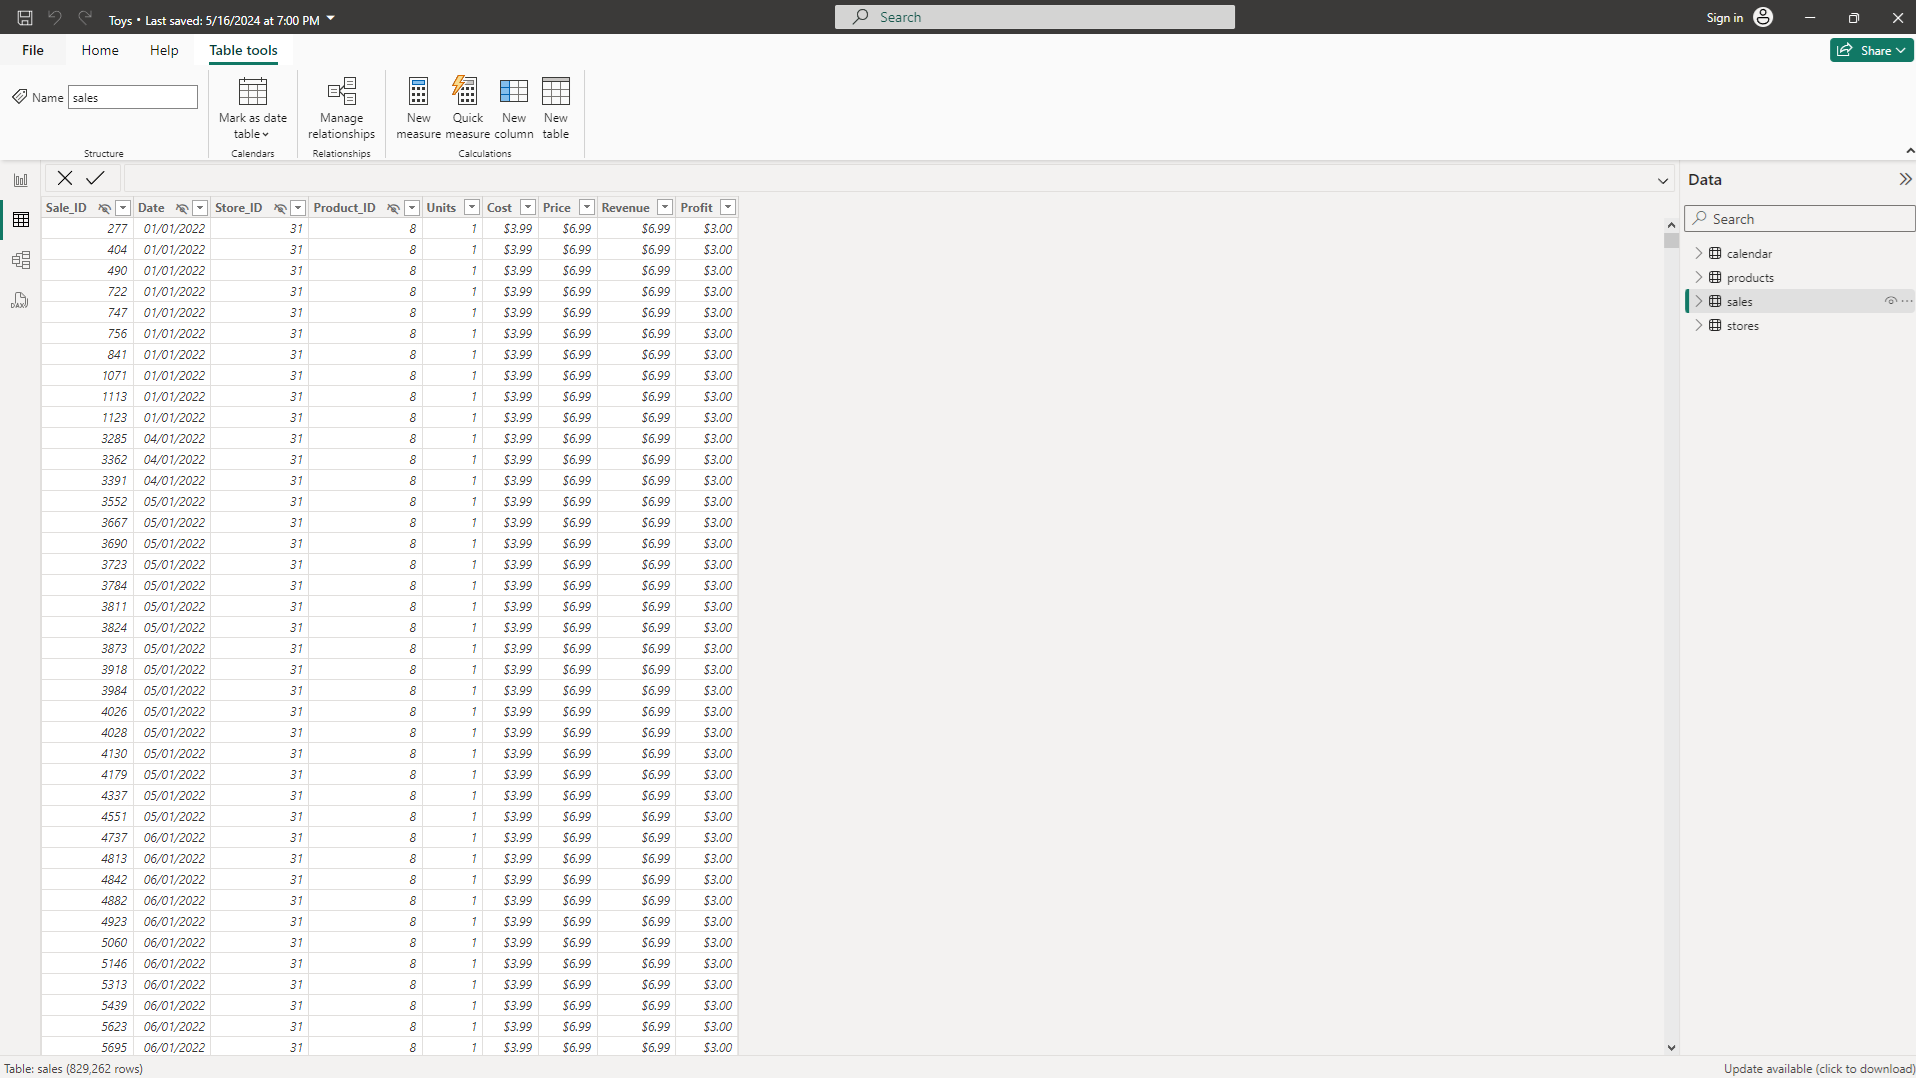 Toys • Last saved: 5/16/2024 at 7:00 PM
Search
Sign in
File Home Help Table tools
Share
Name sales
Mark as date table
Manage relationships
New measure
Quick measure
New column
New table
Structure Calendars Relationships Calculations
Data
Search
calendar
products
sales
stores
Sale_ID Date Store_ID Product_ID Units Cost Price Revenue Profit
277 01/01/2022 31 8 1 $3.99 $6.99 $6.99 $3.00
404 01/01/2022 31 8 1 $3.99 $6.99 $6.99 $3.00
490 01/01/2022 31 8 1 $3.99 $6.99 $6.99 $3.00
722 01/01/2022 31 8 1 $3.99 $6.99 $6.99 $3.00
747 01/01/2022 31 8 1 $3.99 $6.99 $6.99 $3.00
756 01/01/2022 31 8 1 $3.99 $6.99 $6.99 $3.00
841 01/01/2022 31 8 1 $3.99 $6.99 $6.99 $3.00
1071 01/01/2022 31 8 1 $3.99 $6.99 $6.99 $3.00
1113 01/01/2022 31 8 1 $3.99 $6.99 $6.99 $3.00
1123 01/01/2022 31 8 1 $3.99 $6.99 $6.99 $3.00
3285 04/01/2022 31 8 1 $3.99 $6.99 $6.99 $3.00
3362 04/01/2022 31 8 1 $3.99 $6.99 $6.99 $3.00
3391 04/01/2022 31 8 1 $3.99 $6.99 $6.99 $3.00
3552 05/01/2022 31 8 1 $3.99 $6.99 $6.99 $3.00
3667 05/01/2022 31 8 1 $3.99 $6.99 $6.99 $3.00
3690 05/01/2022 31 8 1 $3.99 $6.99 $6.99 $3.00
3723 05/01/2022 31 8 1 $3.99 $6.99 $6.99 $3.00
3784 05/01/2022 31 8 1 $3.99 $6.99 $6.99 $3.00
3811 05/01/2022 31 8 1 $3.99 $6.99 $6.99 $3.00
3824 05/01/2022 31 8 1 $3.99 $6.99 $6.99 $3.00
3873 05/01/2022 31 8 1 $3.99 $6.99 $6.99 $3.00
3918 05/01/2022 31 8 1 $3.99 $6.99 $6.99 $3.00
3984 05/01/2022 31 8 1 $3.99 $6.99 $6.99 $3.00
4026 05/01/2022 31 8 1 $3.99 $6.99 $6.99 $3.00
4028 05/01/2022 31 8 1 $3.99 $6.99 $6.99 $3.00
4130 05/01/2022 31 8 1 $3.99 $6.99 $6.99 $3.00
4179 05/01/2022 31 8 1 $3.99 $6.99 $6.99 $3.00
4337 05/01/2022 31 8 1 $3.99 $6.99 $6.99 $3.00
4551 05/01/2022 31 8 1 $3.99 $6.99 $6.99 $3.00
4737 06/01/2022 31 8 1 $3.99 $6.99 $6.99 $3.00
4813 06/01/2022 31 8 1 $3.99 $6.99 $6.99 $3.00
4842 06/01/2022 31 8 1 $3.99 $6.99 $6.99 $3.00
4882 06/01/2022 31 8 1 $3.99 $6.99 $6.99 $3.00
4923 06/01/2022 31 8 1 $3.99 $6.99 $6.99 $3.00
5060 06/01/2022 31 8 1 $3.99 $6.99 $6.99 $3.00
5146 06/01/2022 31 8 1 $3.99 $6.99 $6.99 $3.00
5313 06/01/2022 31 8 1 $3.99 $6.99 $6.99 $3.00
5439 06/01/2022 31 8 1 $3.99 $6.99 $6.99 $3.00
5623 06/01/2022 31 8 1 $3.99 $6.99 $6.99 $3.00
5695 06/01/2022 31 8 1 $3.99 $6.99 $6.99 $3.00
DAX
Table: sales (829,262 rows)
Update available (click to download)